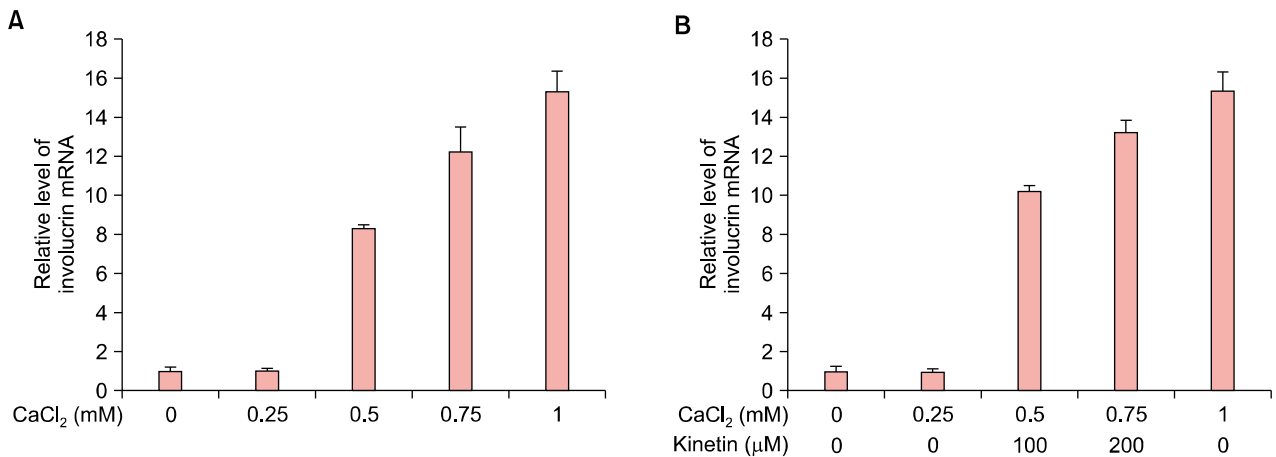 A
Relative level of
involucrin mRNA
18
16
14
12
10
8
6
4
2
0
CaCl₂ (mM) 0 0.25 0.5 0.75 1
B
Relative level of
involucrin mRNA
18
16
14
12
10
8
6
4
2
0
CaCl₂ (mM) 0 0.25 0.5 0.75 1
Kinetin (μM) 0 0 100 200 0